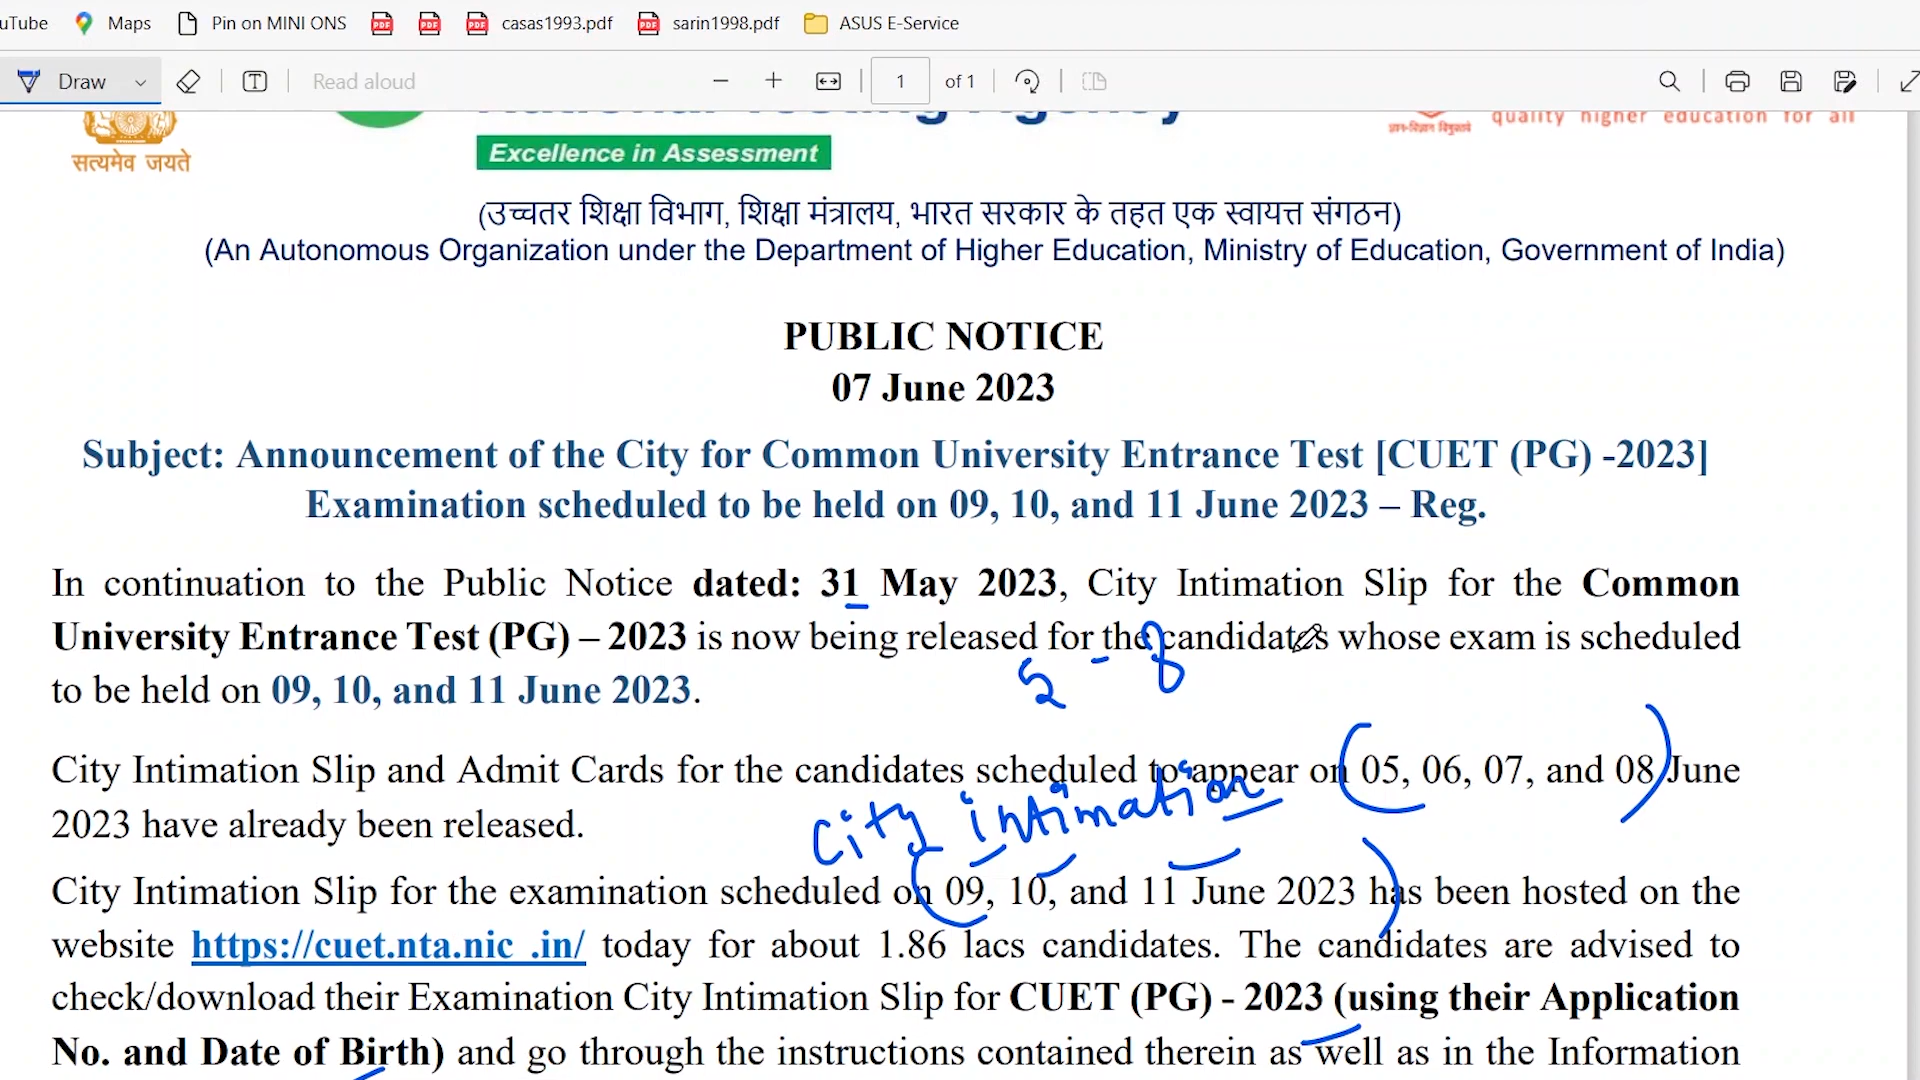 uTube Maps Pin on MINI ONS PDF PDF PDF casas1993.pdf PDF sarin1998.pdf ASUS E-Service
Draw T Read aloud 1 of 1
National Testing Agency
सत्यमेव जयते
Excellence in Assessment
quality higher education for all
(उच्चतर शिक्षा विभाग, शिक्षा मंत्रालय, भारत सरकार के तहत एक स्वायत्त संगठन)
(An Autonomous Organization under the Department of Higher Education, Ministry of Education, Government of India)
PUBLIC NOTICE
07 June 2023
Subject: Announcement of the City for Common University Entrance Test [CUET (PG) -2023]
Examination scheduled to be held on 09, 10, and 11 June 2023 – Reg.
In continuation to the Public Notice dated: 31 May 2023, City Intimation Slip for the Common
University Entrance Test (PG) – 2023 is now being released for the candidates whose exam is scheduled
5 - 8
to be held on 09, 10, and 11 June 2023.
City Intimation Slip and Admit Cards for the candidates scheduled to appear on 05, 06, 07, and 08 June
2023 have already been released.
City intimation
City Intimation Slip for the examination scheduled on 09, 10, and 11 June 2023 has been hosted on the
website https://cuet.nta.nic .in/ today for about 1.86 lacs candidates. The candidates are advised to
check/download their Examination City Intimation Slip for CUET (PG) - 2023 (using their Application
No. and Date of Birth) and go through the instructions contained therein as well as in the Information